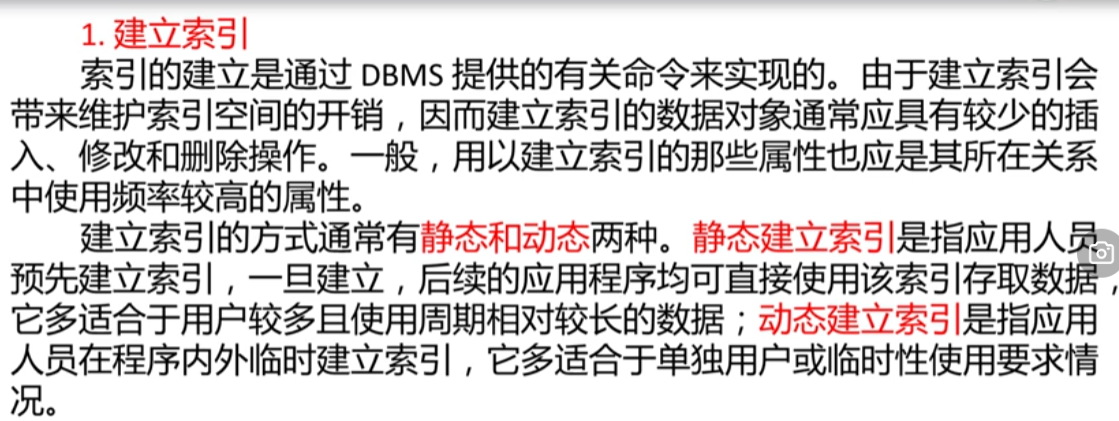 1. 建立索引
索引的建立是通过 DBMS 提供的有关命令来实现的。由于建立索引会
带来维护索引空间的开销，因而建立索引的数据对象通常应具有较少的插
入、修改和删除操作。一般，用以建立索引的那些属性也应是其所在关系
中使用频率较高的属性。
建立索引的方式通常有静态和动态两种。静态建立索引是指应用人员
预先建立索引，一旦建立，后续的应用程序均可直接使用该索引存取数据，
它多适合于用户较多且使用周期相对较长的数据；动态建立索引是指应用
人员在程序内外临时建立索引，它多适合于单独用户或临时性使用要求情
况。